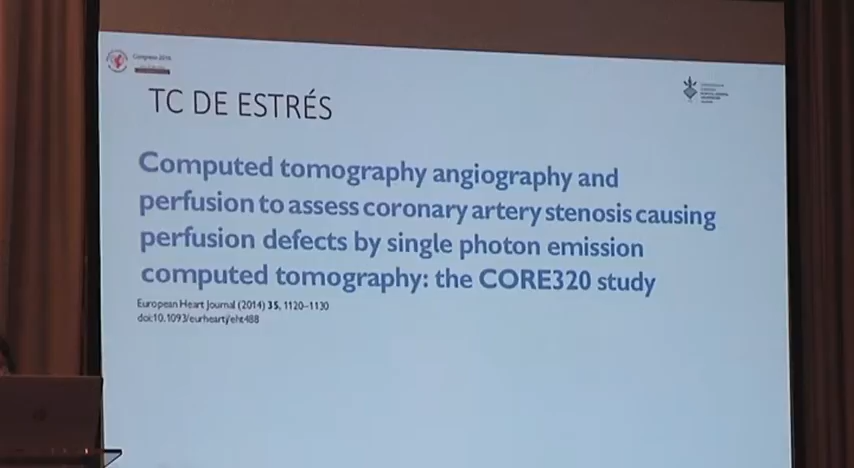 TC DE ESTRÉS
Computed tomography angiography and
perfusion to assess coronary artery stenosis causing
perfusion defects by single photon emission
computed tomography: the CORE320 study
European Heart Journal (2014) 35, 1120–1130
doi:10.1093/eurheartj/eht488